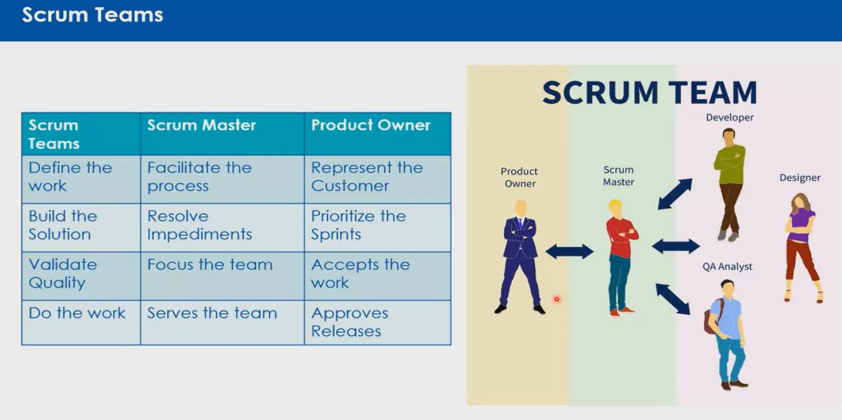 Scrum Teams
Scrum
Teams
Scrum Master
Product Owner
Define the
work
Facilitate the
process
Represent the
Customer
Build the
Solution
Resolve
Impediments
Prioritize the
Sprints
Validate
Quality
Focus the team
Accepts the
work
Do the work
Serves the team
Approves
Releases
SCRUM TEAM
Product
Owner
Scrum
Master
Developer
Designer
QA Analyst